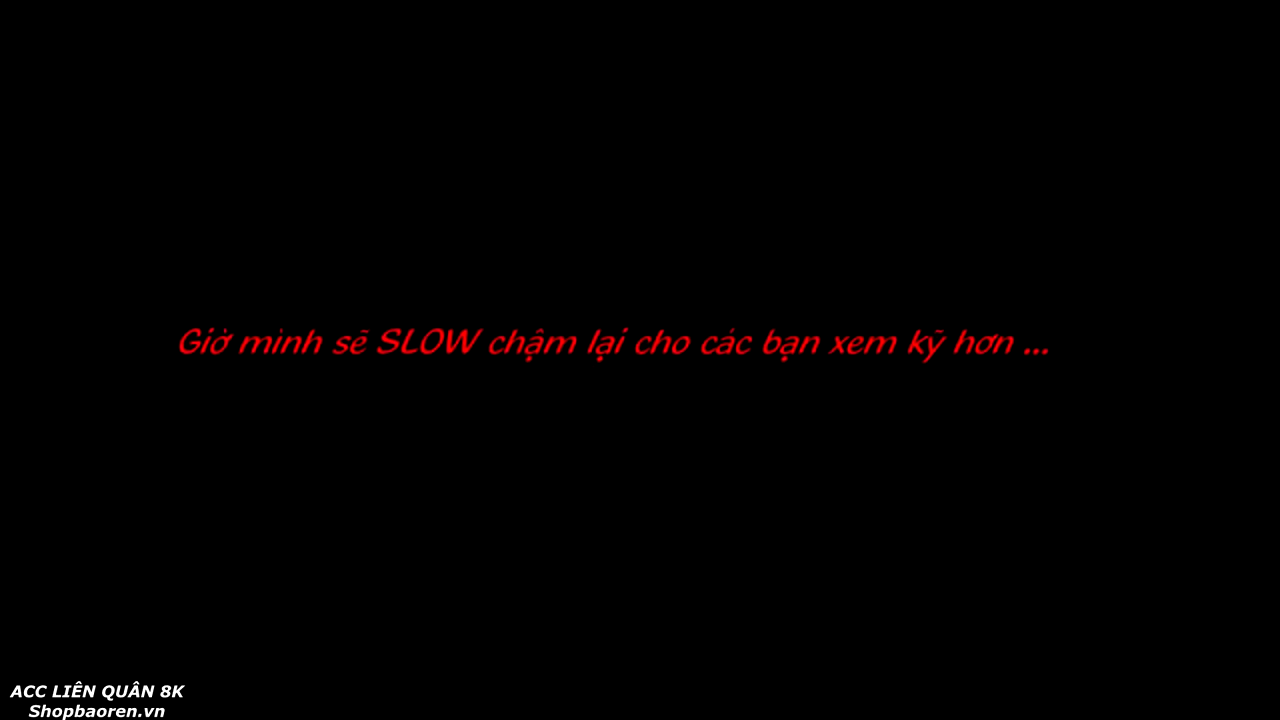 Giờ mình sẽ SLOW chậm lại cho các bạn xem kỹ hơn ...
ACC LIÊN QUÂN 8K
Shopbaoren.vn